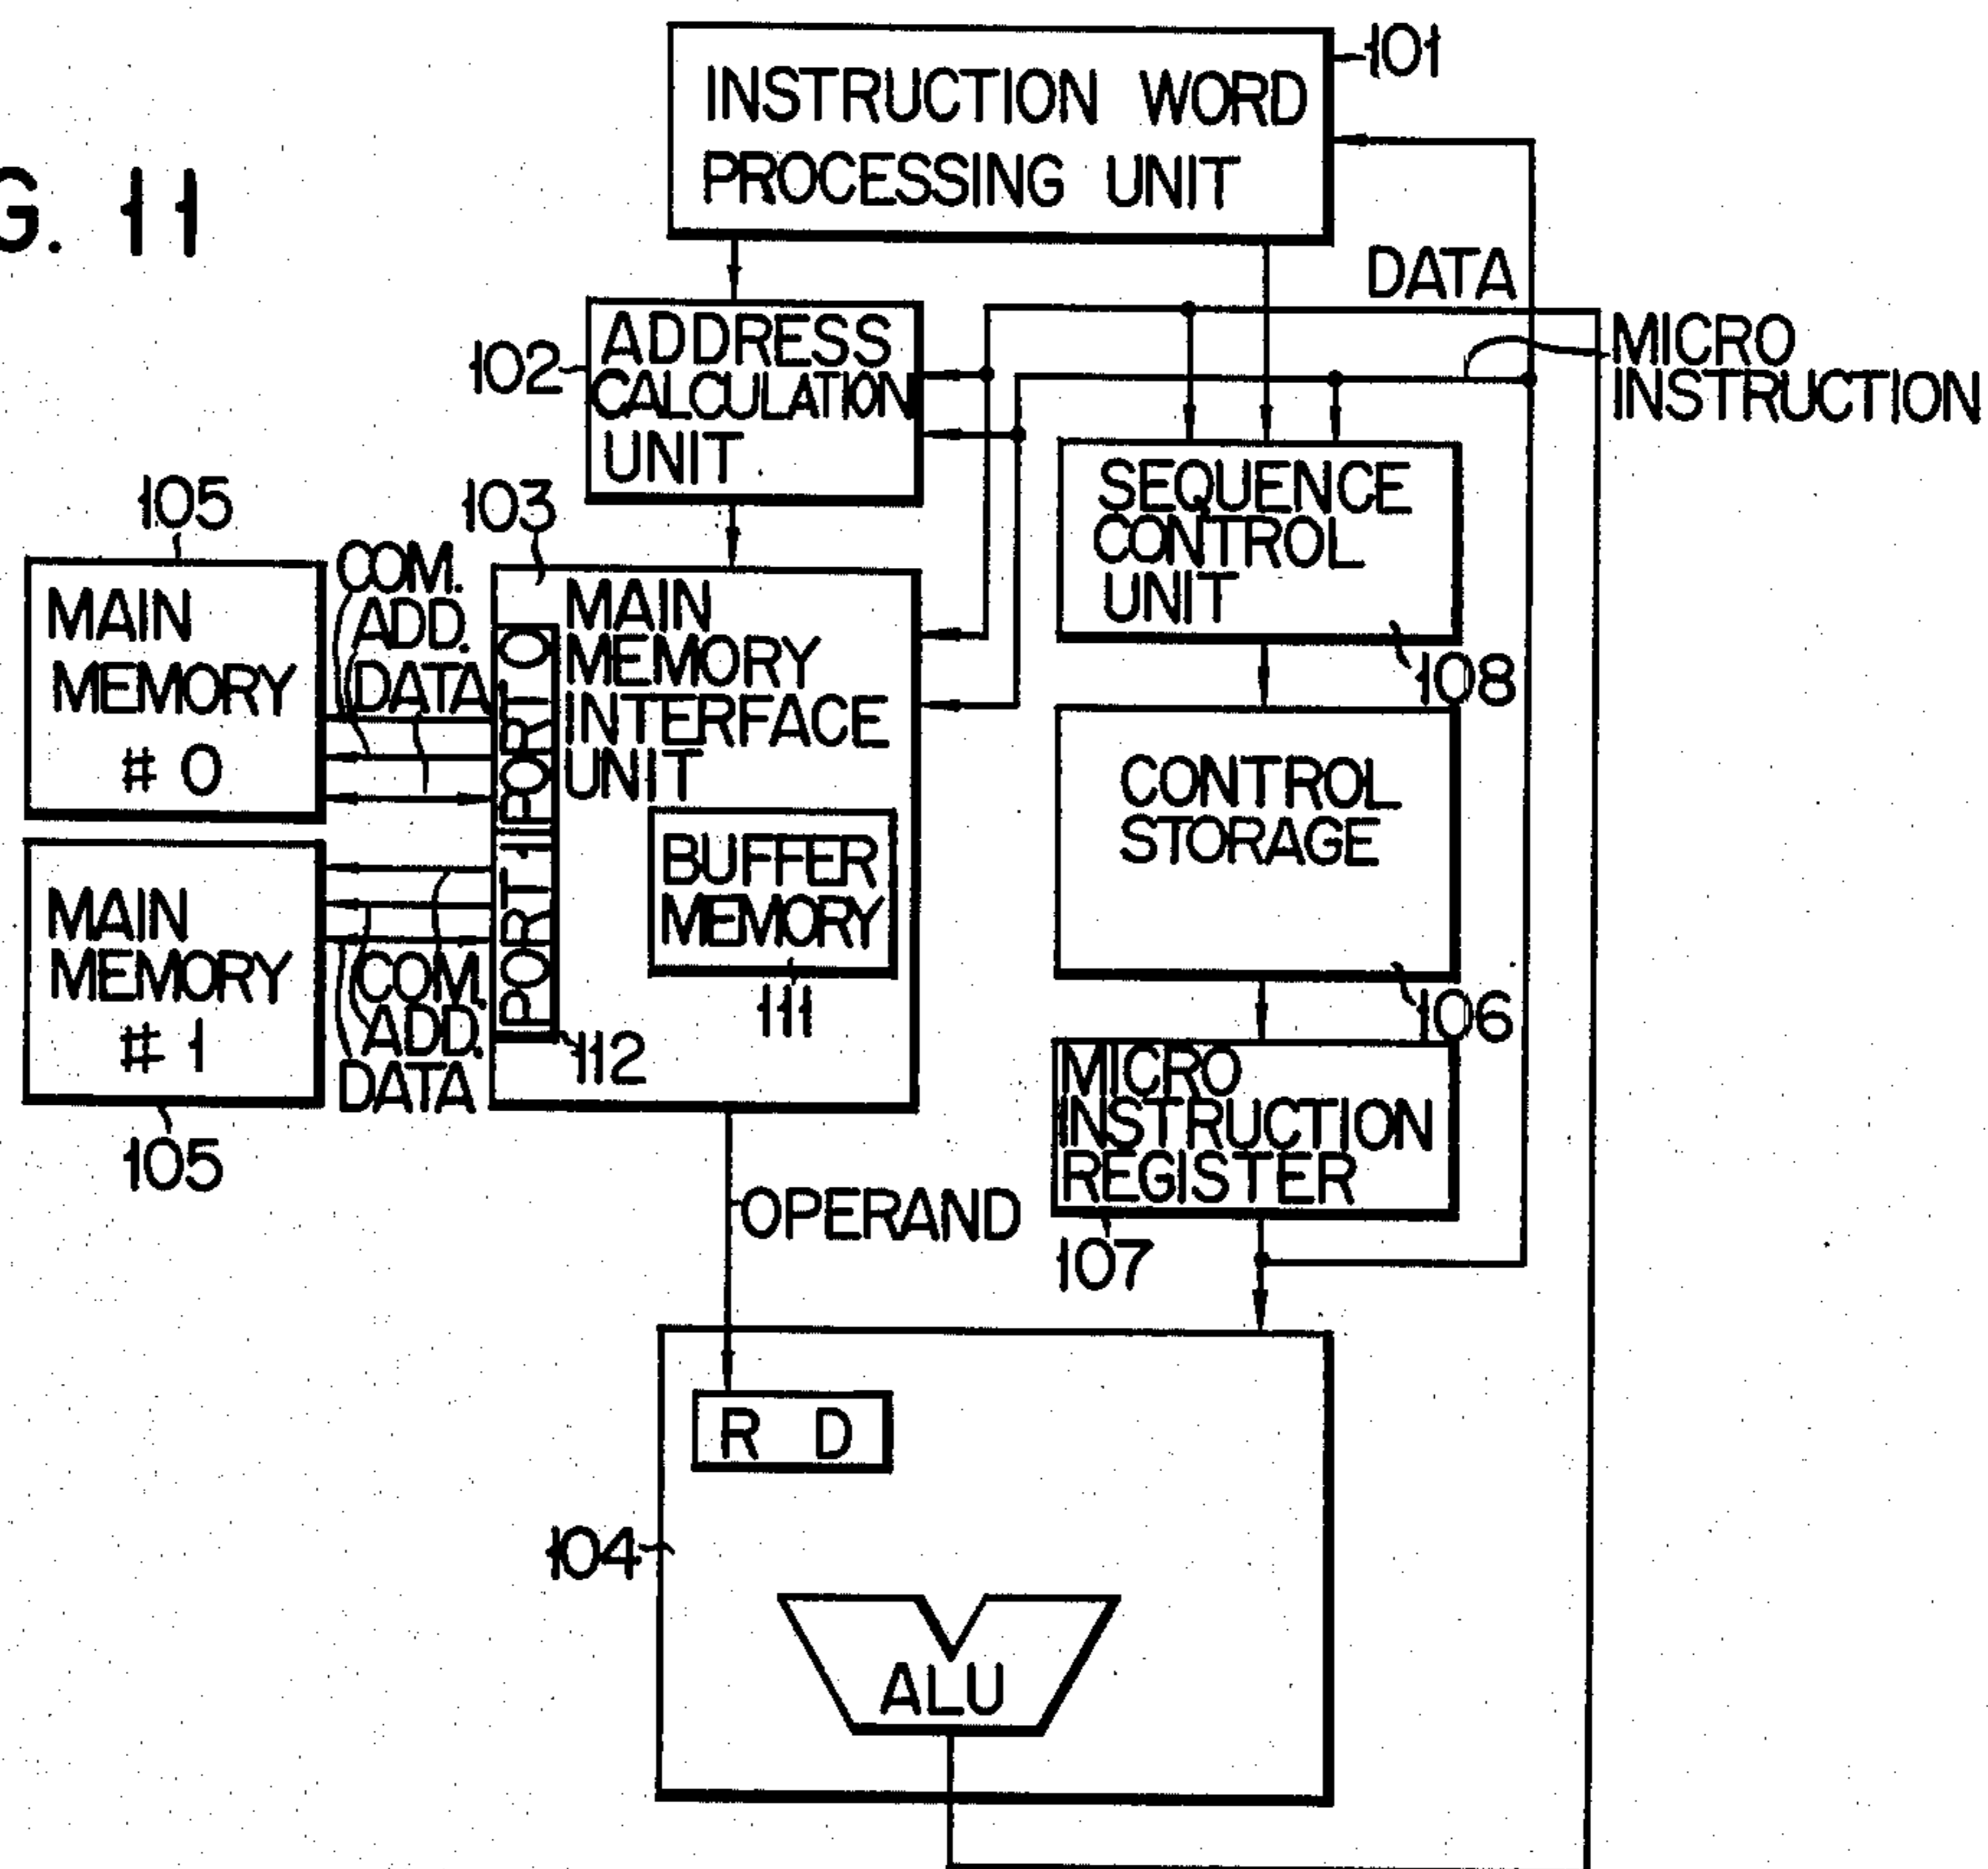 G. 11
101
INSTRUCTION WORD
PROCESSING UNIT
DATA
MICRO
INSTRUCTION
102
ADDRESS
CALCULATION
UNIT
SEQUENCE
CONTROL
UNIT
108
105
103
MAIN
MEMORY
# 0
COM.
ADD.
DATA
PORT 0
MAIN
MEMORY
INTERFACE
UNIT
CONTROL
STORAGE
106
BUFFER
MEMORY
111
PORT 1
112
MAIN
MEMORY
# 1
COM.
ADD.
DATA
105
MICRO
INSTRUCTION
REGISTER
107
OPERAND
R D
104
ALU